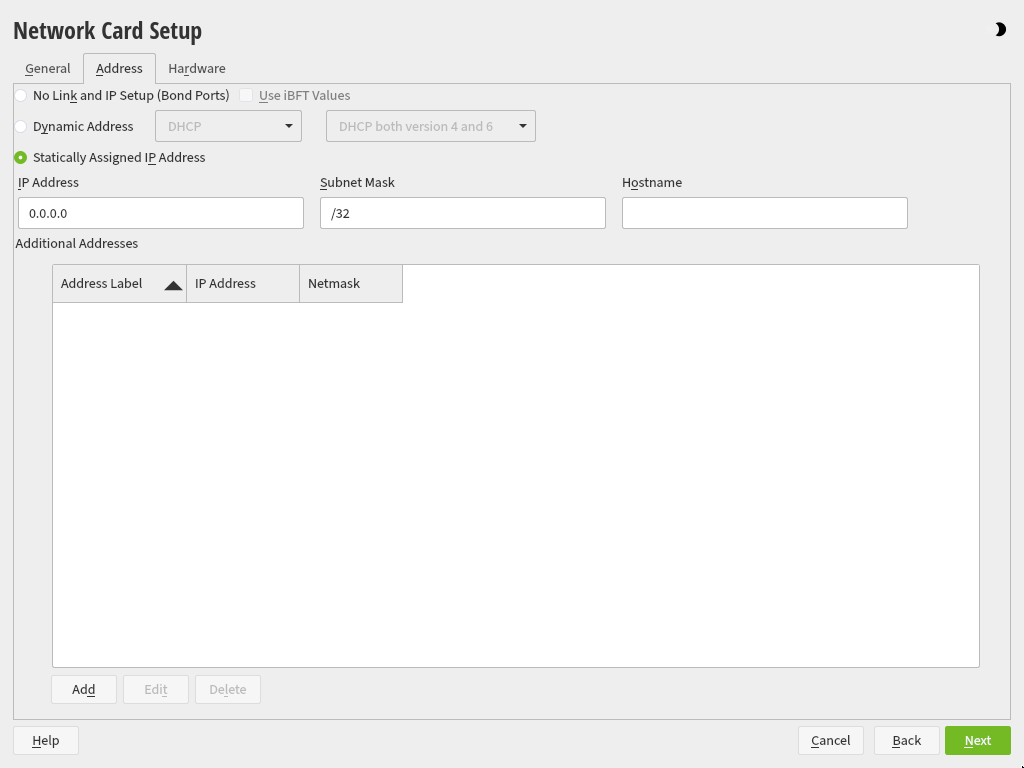 Network Card Setup
General Address Hardware
No Link and IP Setup (Bond Ports) Use iBFT Values
Dynamic Address DHCP DHCP both version 4 and 6
Statically Assigned IP Address
IP Address Subnet Mask Hostname
0.0.0.0 /32
Additional Addresses
Address Label IP Address Netmask
Add Edit Delete
Help Cancel Back Next